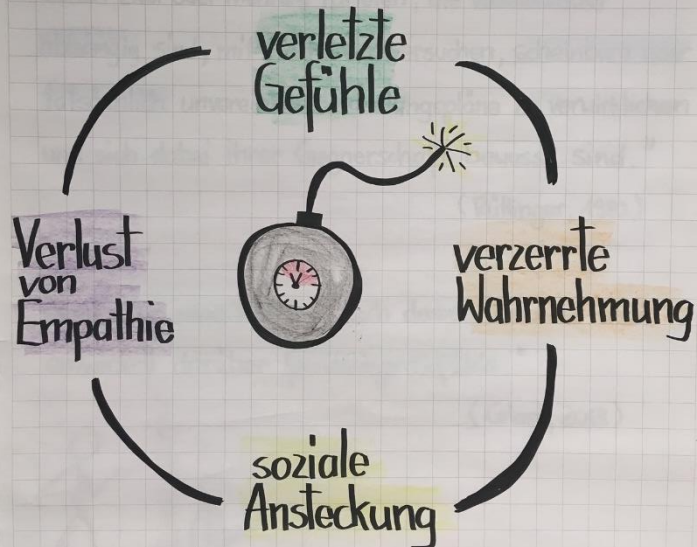 verletzte
Gefühle
verzerrte
Wahrnehmung
soziale
Ansteckung
Verlust
von
Empathie